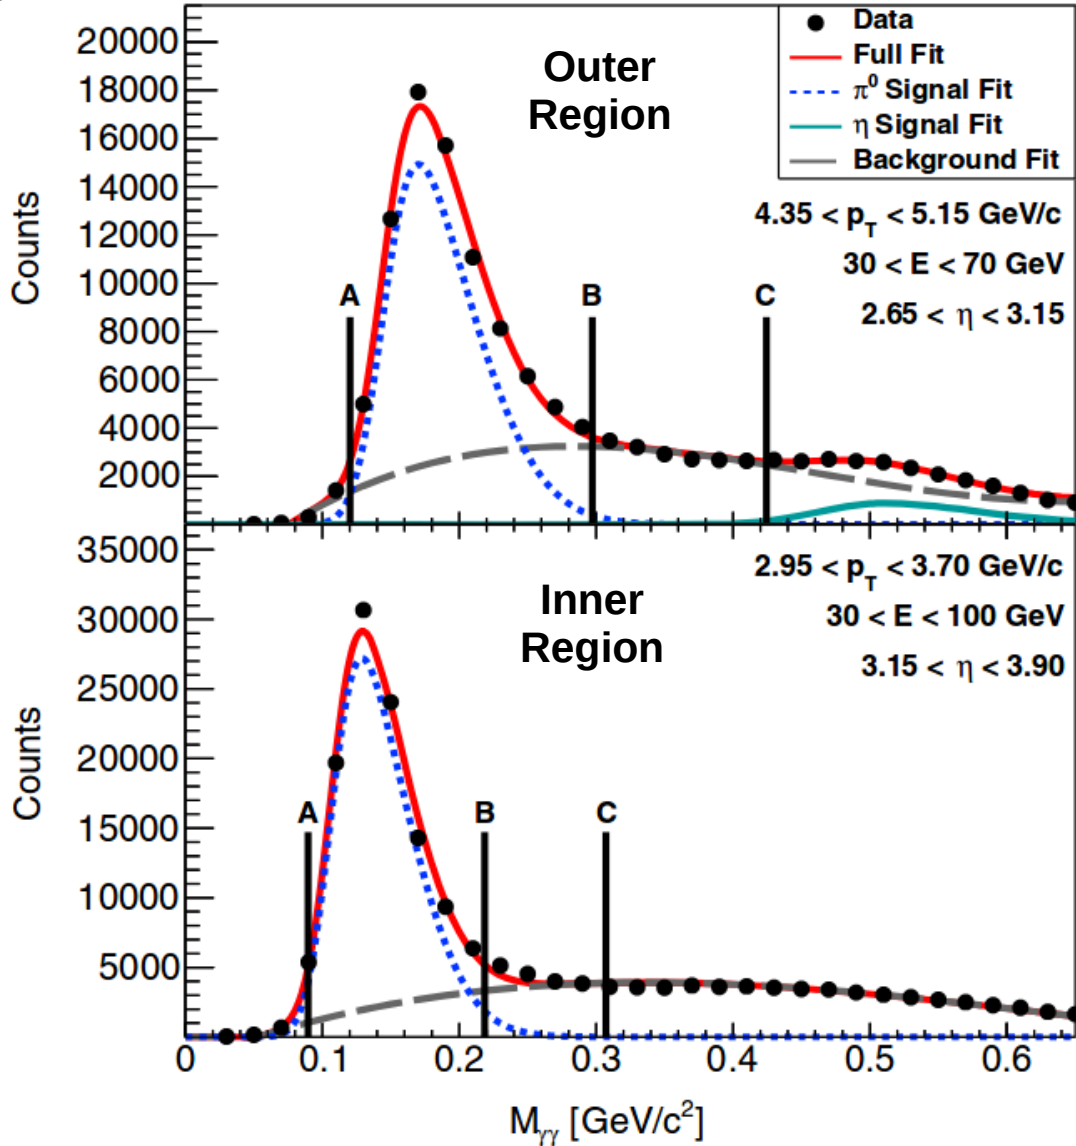 Data
Full Fit
π⁰ Signal Fit
η Signal Fit
Background Fit
Outer
Region
4.35 < p_T < 5.15 GeV/c
30 < E < 70 GeV
2.65 < η < 3.15
A
B
C
Counts
20000
18000
16000
14000
12000
10000
8000
6000
4000
2000
Inner
Region
2.95 < p_T < 3.70 GeV/c
30 < E < 100 GeV
3.15 < η < 3.90
A
B
C
Counts
35000
30000
25000
20000
15000
10000
5000
0
0.1
0.2
0.3
0.4
0.5
0.6
M_γγ [GeV/c²]